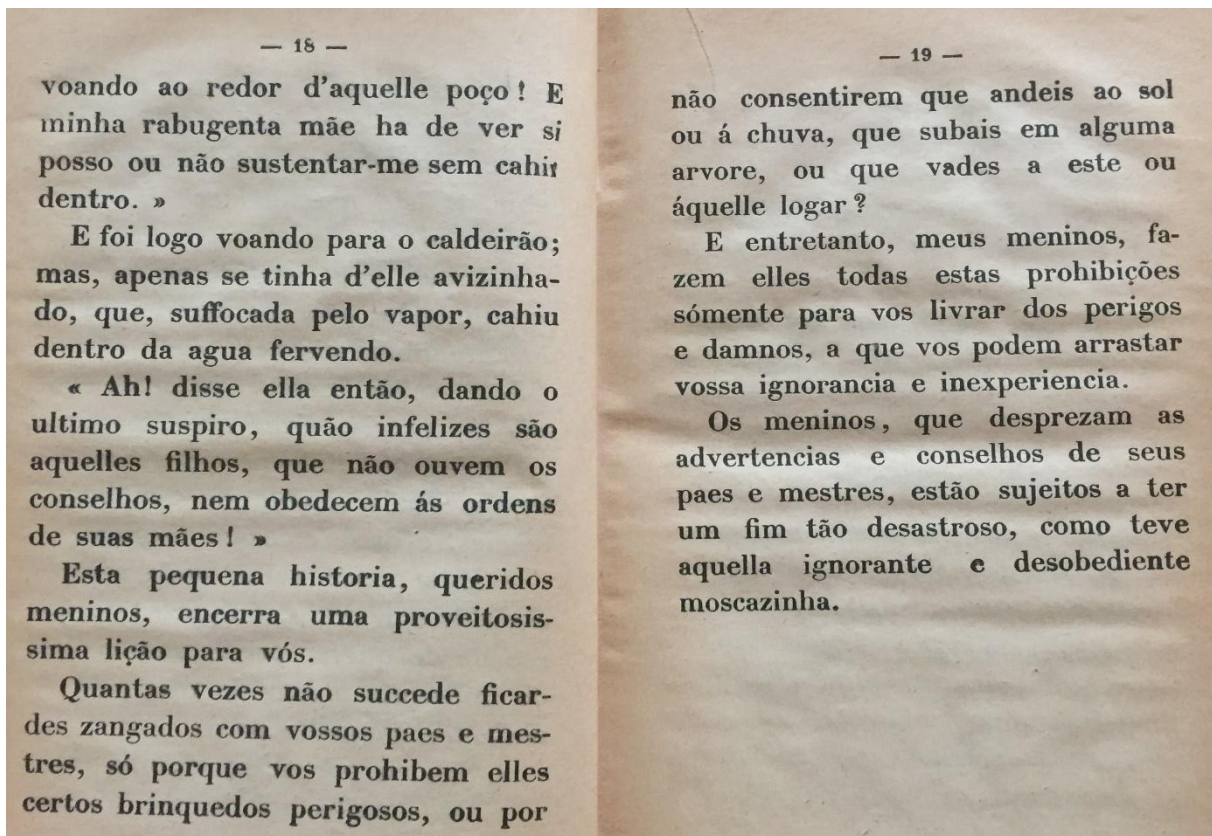 — 18 —
voando ao redor d'aquelle poço ! E
minha rabugenta mãe ha de ver si
posso ou não sustentar-me sem cahir
dentro. »
E foi logo voando para o caldeirão;
mas, apenas se tinha d'elle avizinha-
do, que, suffocada pelo vapor, cahiu
dentro da agua fervendo.
« Ah! disse ella então, dando o
ultimo suspiro, quão infelizes são
aquelles filhos, que não ouvem os
conselhos, nem obedecem ás ordens
de suas mães ! »
Esta pequena historia, queridos
meninos, encerra uma proveitosis-
sima lição para vós.
Quantas vezes não succede ficar-
des zangados com vossos paes e mes-
tres, só porque vos prohibem elles
certos brinquedos perigosos, ou por
— 19 —
não consentirem que andeis ao sol
ou á chuva, que subais em alguma
arvore, ou que vades a este ou
áquelle logar ?
E entretanto, meus meninos, fa-
zem elles todas estas prohibições
sómente para vos livrar dos perigos
e damnos, a que vos podem arrastar
vossa ignorancia e inexperiencia.
Os meninos, que desprezam as
advertencias e conselhos de seus
paes e mestres, estão sujeitos a ter
um fim tão desastroso, como teve
aquella ignorante e desobediente
moscazinha.